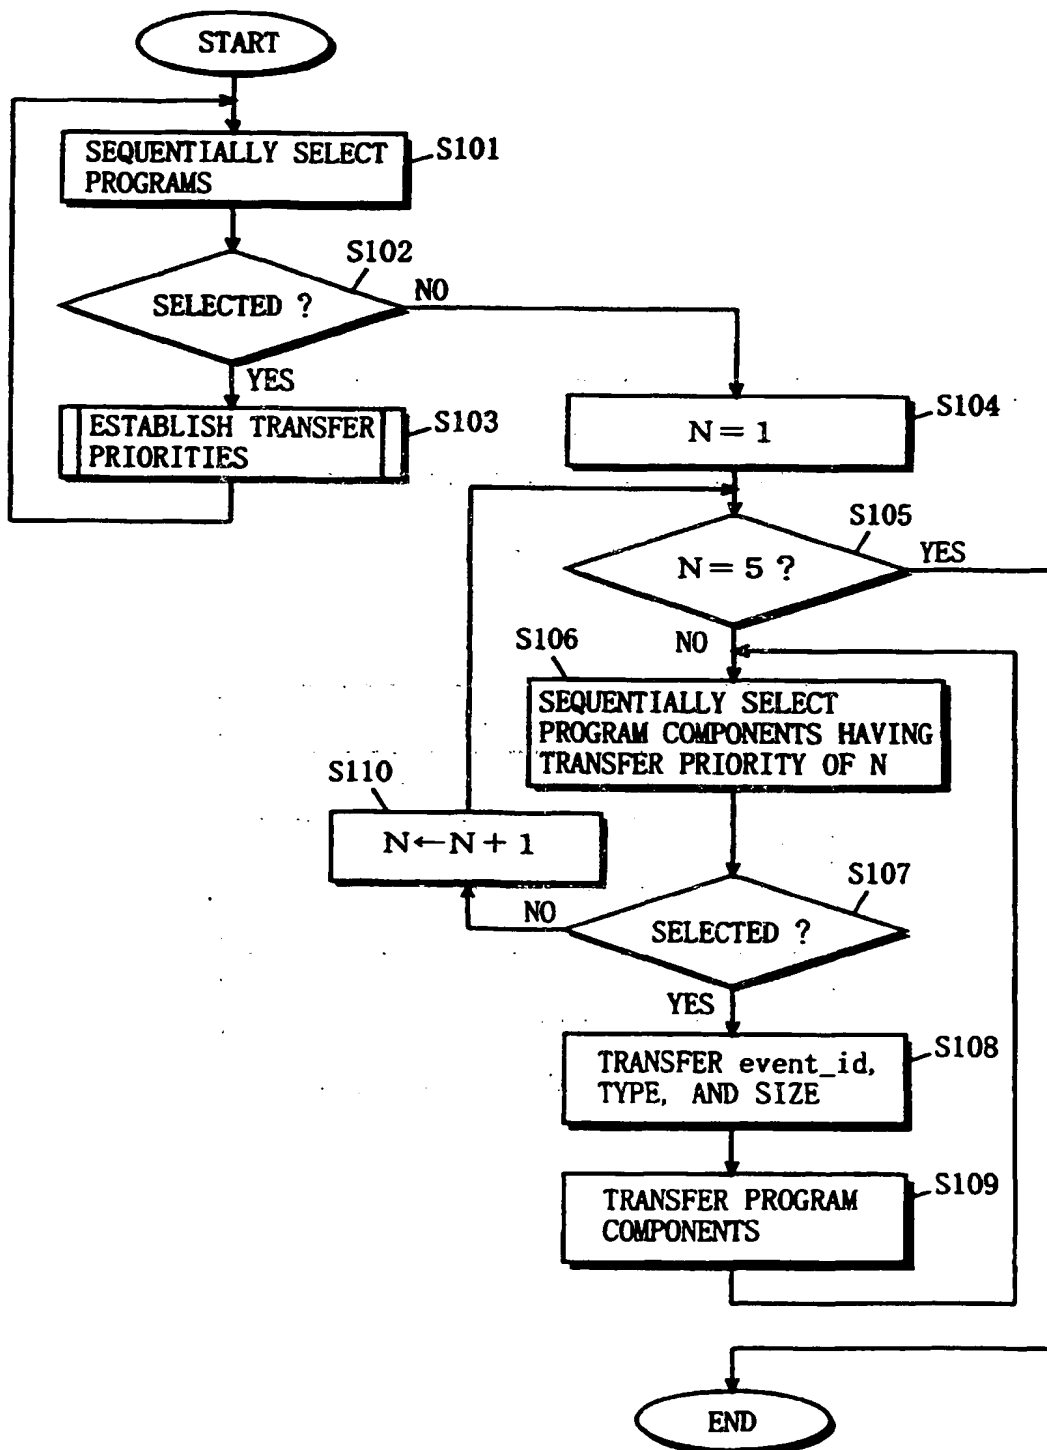 START
SEQUENTIALLY SELECT
PROGRAMS
S101
S102
SELECTED ?
NO
YES
ESTABLISH TRANSFER
PRIORITIES
S103
N = 1
S104
S105
N = 5 ?
YES
NO
S106
SEQUENTIALLY SELECT
PROGRAM COMPONENTS HAVING
TRANSFER PRIORITY OF N
S110
N←N + 1
S107
SELECTED ?
NO
YES
TRANSFER event_id,
TYPE, AND SIZE
S108
TRANSFER PROGRAM
COMPONENTS
S109
END